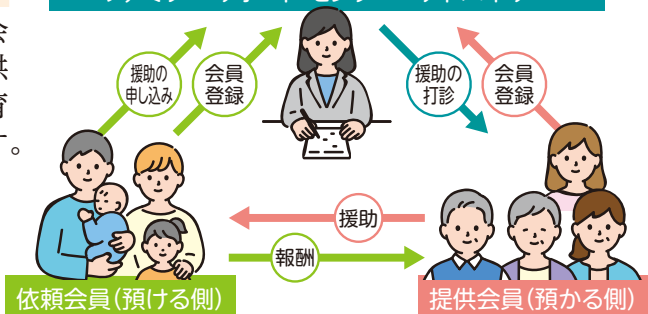 援助の
申し込み
会員
登録
援助の
打診
会員
登録
援助
報酬
依頼会員(預ける側)
提供会員(預かる側)
育
。